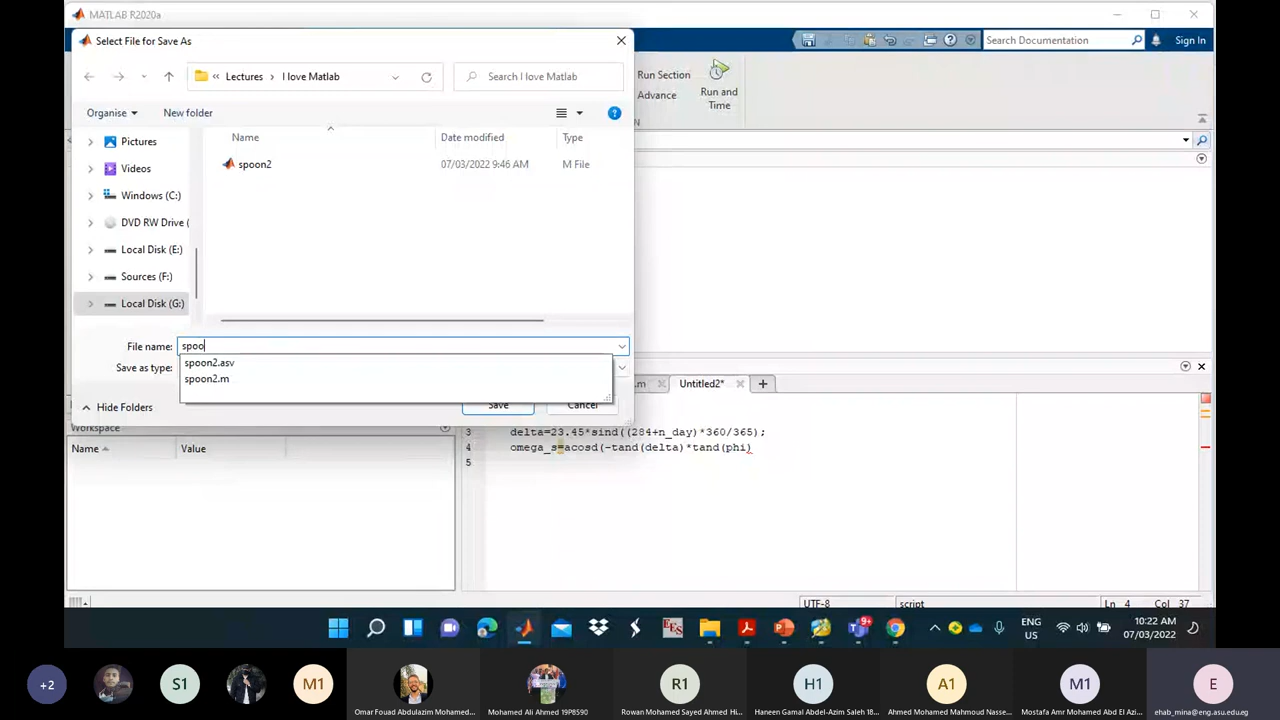 MATLAB R2020a
Select File for Save As
Search Documentation
Sign In
Lectures > I love Matlab
Search I love Matlab
Run Section
Advance
Run and
Time
Organise
New folder
Name
Date modified
Type
Pictures
Videos
Windows (C:)
DVD RW Drive (
Local Disk (E:)
Sources (F:)
Local Disk (G:)
spoon2
07/03/2022 9:46 AM
M File
File name:
spoo
Save as type:
spoon2.asv
spoon2.m
Hide Folders
Save
Cancel
.m
Untitled2*
Workspace
Name
Value
3 delta=23.45*sind((284+n_day)*360/365);
4 omega_s=acosd(-tand(delta)*tand(phi)
5
UTF-8
script
Ln 4 Col 37
EES
9+
ENG
US
10:22 AM
07/03/2022
+2
S1
M1
R1
H1
A1
M1
E
Omar Fouad Abdulazim Mohamed...
Mohamed Ali Ahmed 19P8590
Rowan Mohamed Sayed Ahmed Hi...
Haneen Gamal Abdel-Azim Saleh 18...
Ahmed Mohamed Mahmoud Nasse...
Mostafa Amr Mohamed Abd El Azi...
ehab_mina@eng.asu.edu.eg